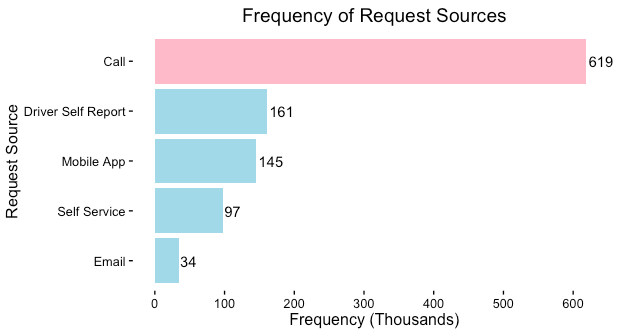 Frequency of Request Sources
Request Source
Call
619
Driver Self Report
161
Mobile App
145
Self Service
97
Email
34
0 100 200 300 400 500 600
Frequency (Thousands)